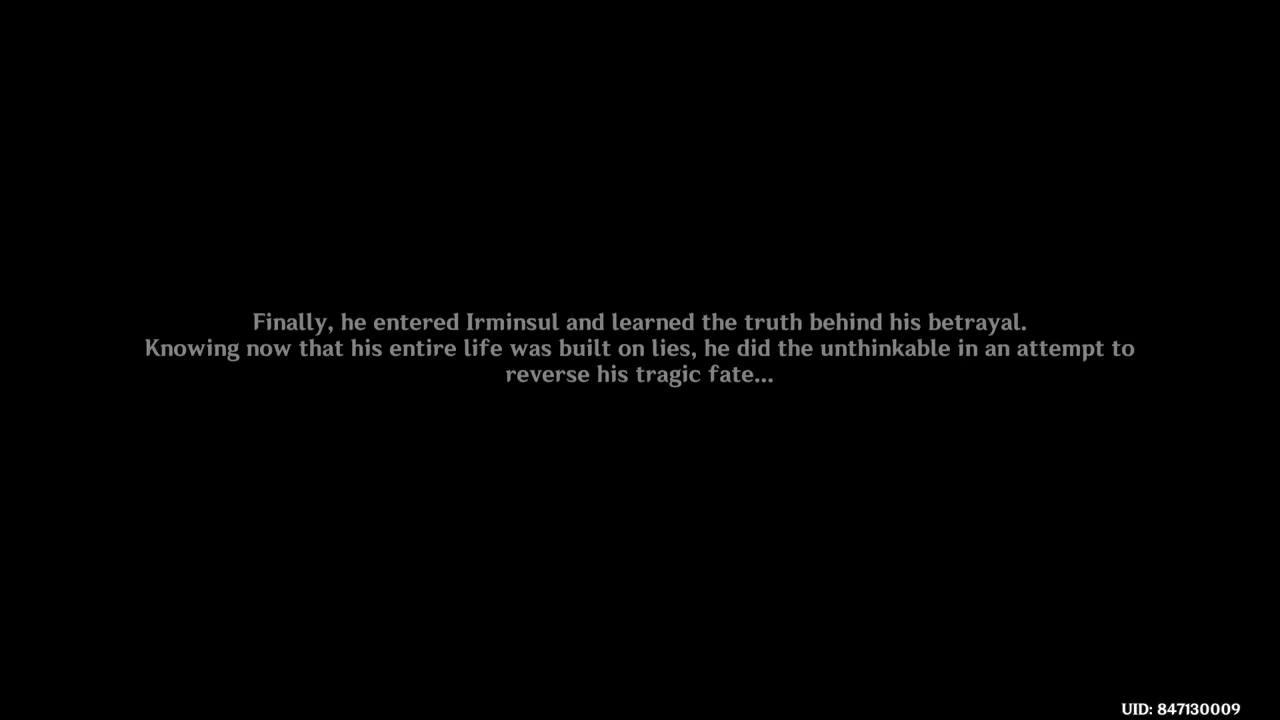 Finally, he entered Irminsul and learned the truth behind his betrayal.
Knowing now that his entire life was built on lies, he did the unthinkable in an attempt to
reverse his tragic fate...
UID: 847130009